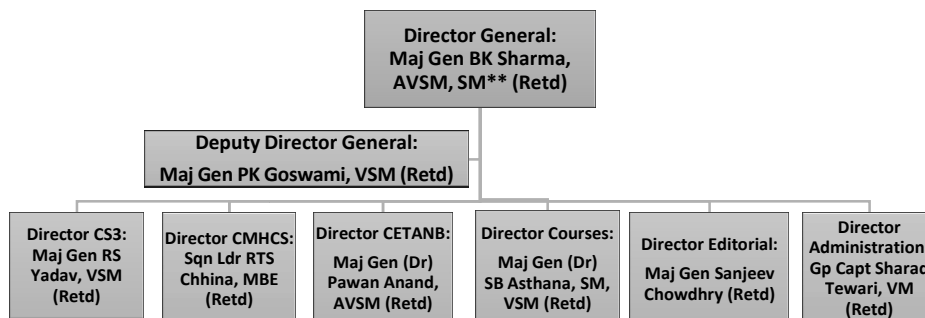 Director General:
Maj Gen BK Sharma,
AVSM, SM** (Retd)
Deputy Director General:
Maj Gen PK Goswami, VSM (Retd)
Director CS3:
Maj Gen RS
Yadav, VSM
(Retd)
Director CMHCS:
Sqn Ldr RTS
Chhina, MBE
(Retd)
Director CETANB:
Maj Gen (Dr)
Pawan Anand,
AVSM (Retd)
Director Courses:
Maj Gen (Dr)
SB Asthana, SM,
VSM (Retd)
Director Editorial:
Maj Gen Sanjeev
Chowdhry (Retd)
Director
Administration
Gp Capt Sharad
Tewari, VM
(Retd)